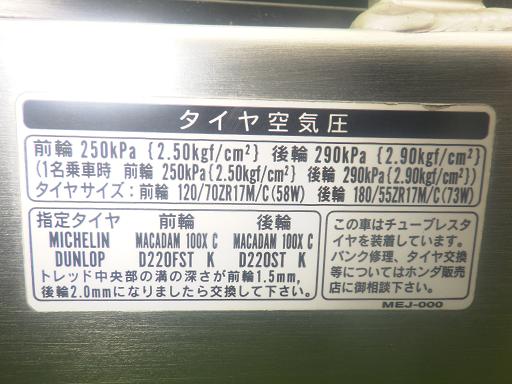 タイヤ空気圧
前輪 250kPa {2.50kgf/cm²} 後輪 290kPa {2.90kgf/cm²}
(1名乗車時 前輪 250kPa{2.50kgf/cm²} 後輪 290kPa{2.90kgf/cm²})
タイヤサイズ:前輪 120/70ZR17M/C(58W) 後輪 180/55ZR17M/C(73W)
指定タイヤ 前輪 後輪
MICHELIN MACADAM 100X C MACADAM 100X C
DUNLOP D220FST K D220ST K
トレッド中央部の溝の深さが前輪1.5mm,
後輪2.0mmになりましたら交換して下さい。
この車はチューブレスタ
イヤを装着しています。
パンク修理、タイヤ交換
等についてはホンダ販売
店に御相談下さい。
MEJ-000